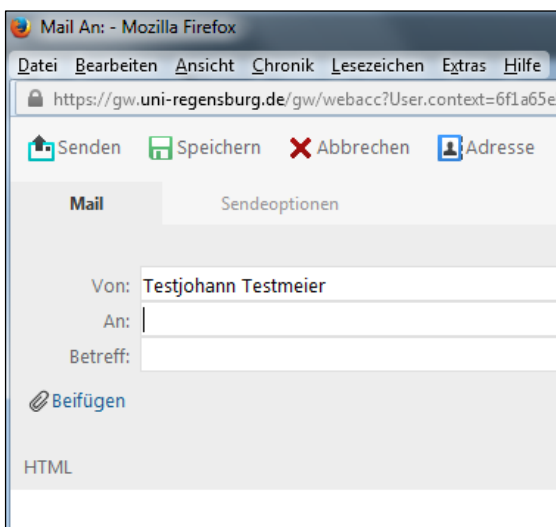 Mail An: - Mozilla Firefox
Datei Bearbeiten Ansicht Chronik Lesezeichen Extras Hilfe
https://gw.uni-regensburg.de/gw/webacc?User.context=6f1a65e
Senden Speichern Abbrechen Adresse
Mail Sendeoptionen
Von: Testjohann Testmeier
An:
Betreff:
Beifügen
HTML